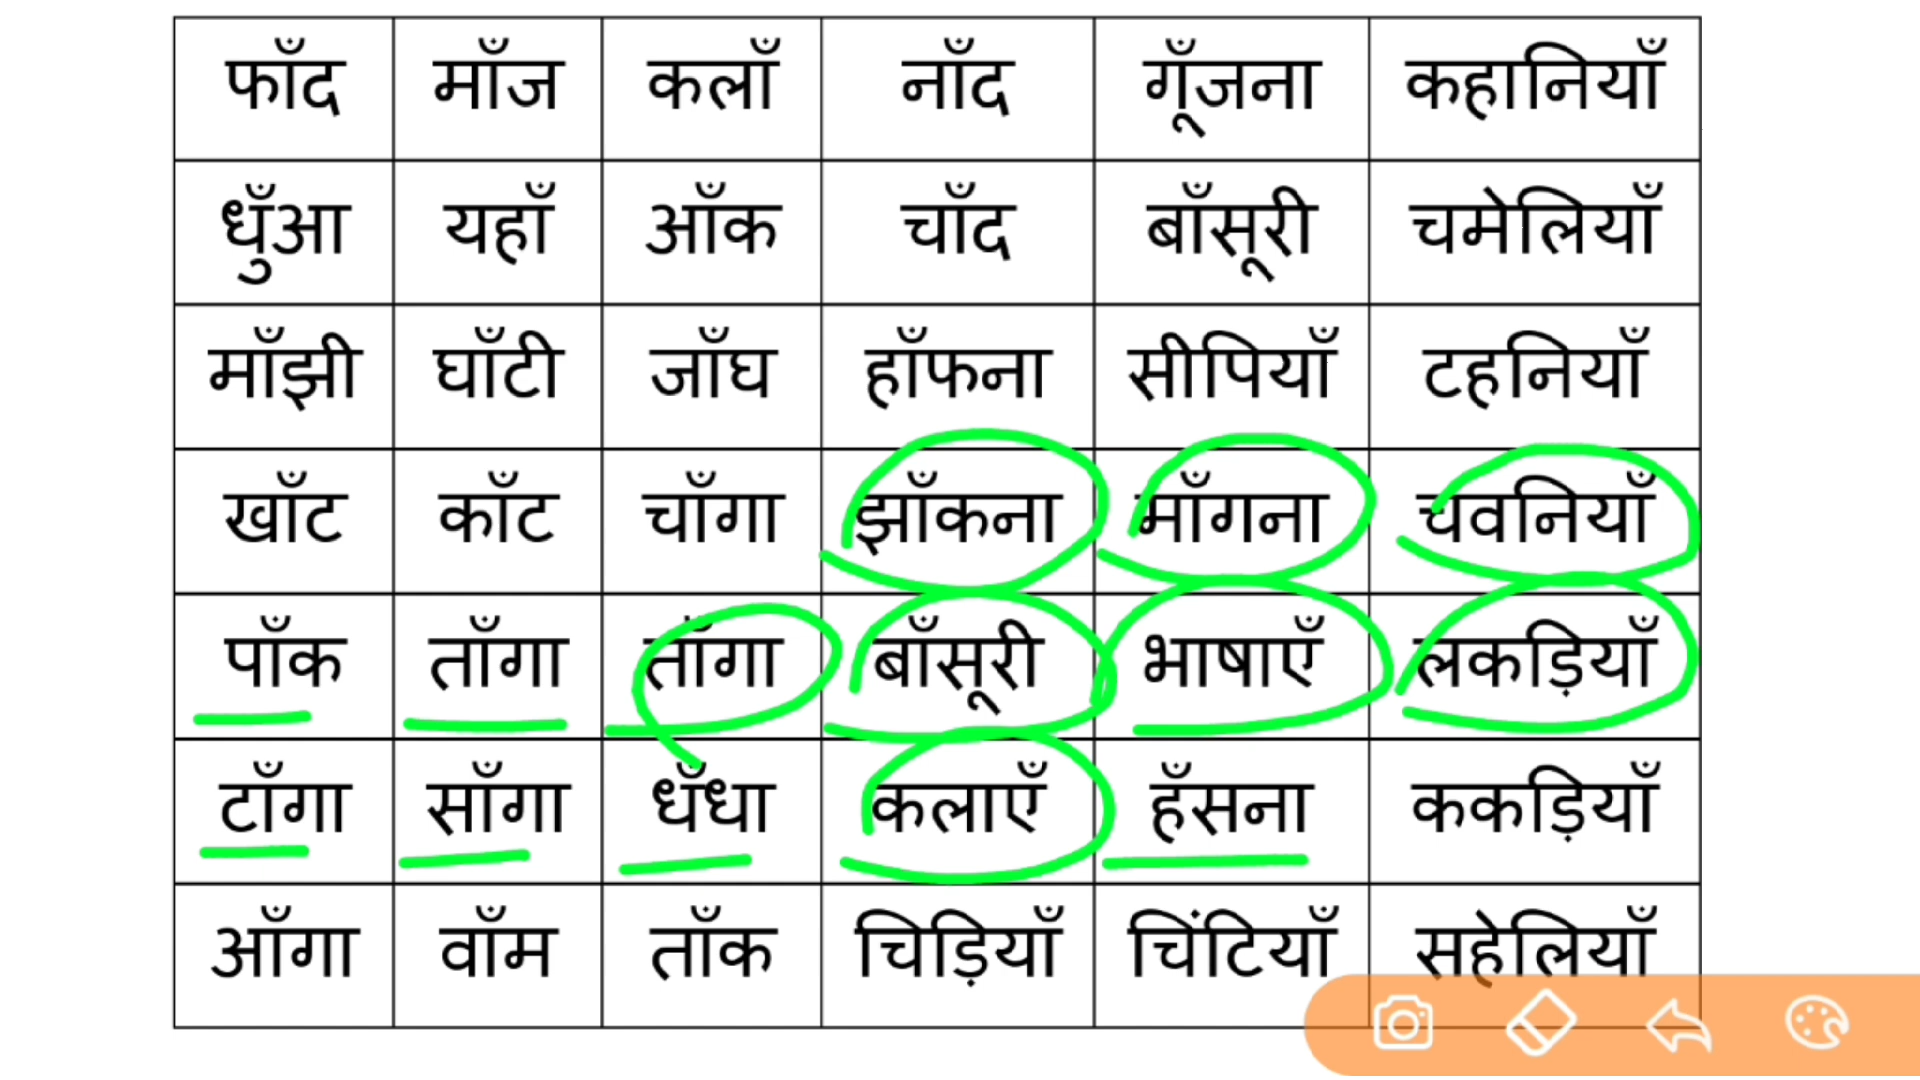 फाँद माँज कलाँ नाँद गूँजना कहानियाँ
धुँआ यहाँ आँक चाँद बाँसूरी चमेलियाँ
माँझी घाँटी जाँघ हाँफना सीपियाँ टहनियाँ
खाँट काँट चाँगा झाँकना माँगना चवनियाँ
पाँक ताँगा ताँगा बाँसूरी भाषाएँ लकड़ियाँ
टाँगा साँगा धँधा कलाएँ हँसना ककड़ियाँ
आँगा वाँम ताँक चिड़ियाँ चिंटियाँ सहेलियाँ